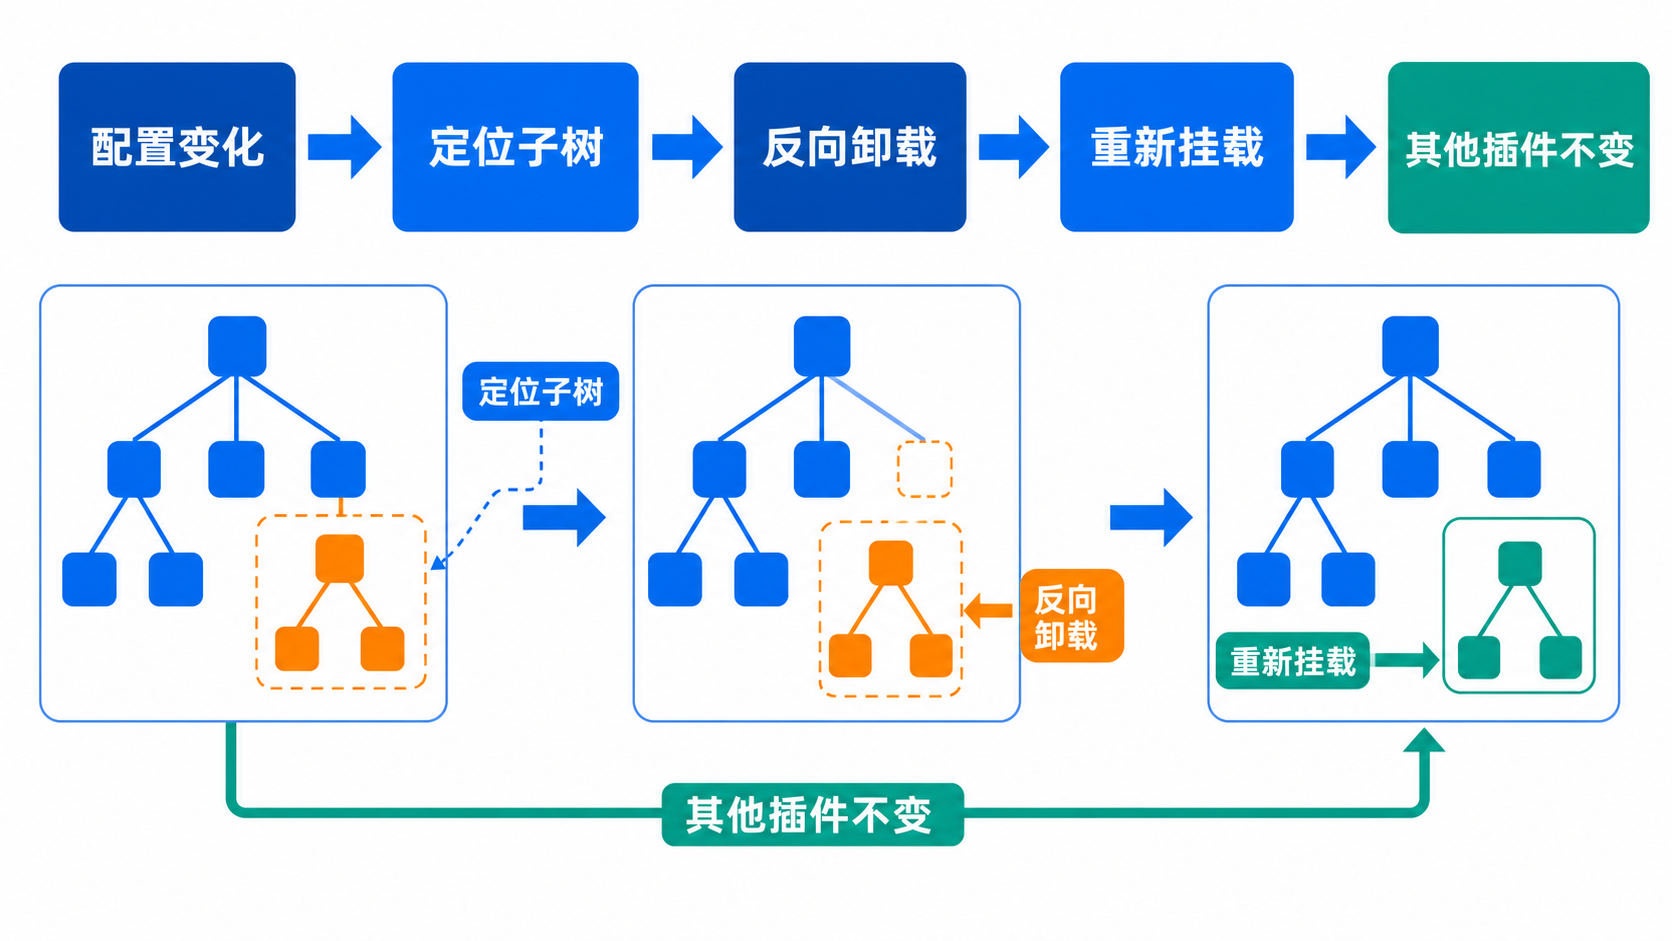 配置变化
定位子树
反向卸载
重新挂载
其他插件不变
定位子树
反向
卸载
重新挂载
其他插件不变